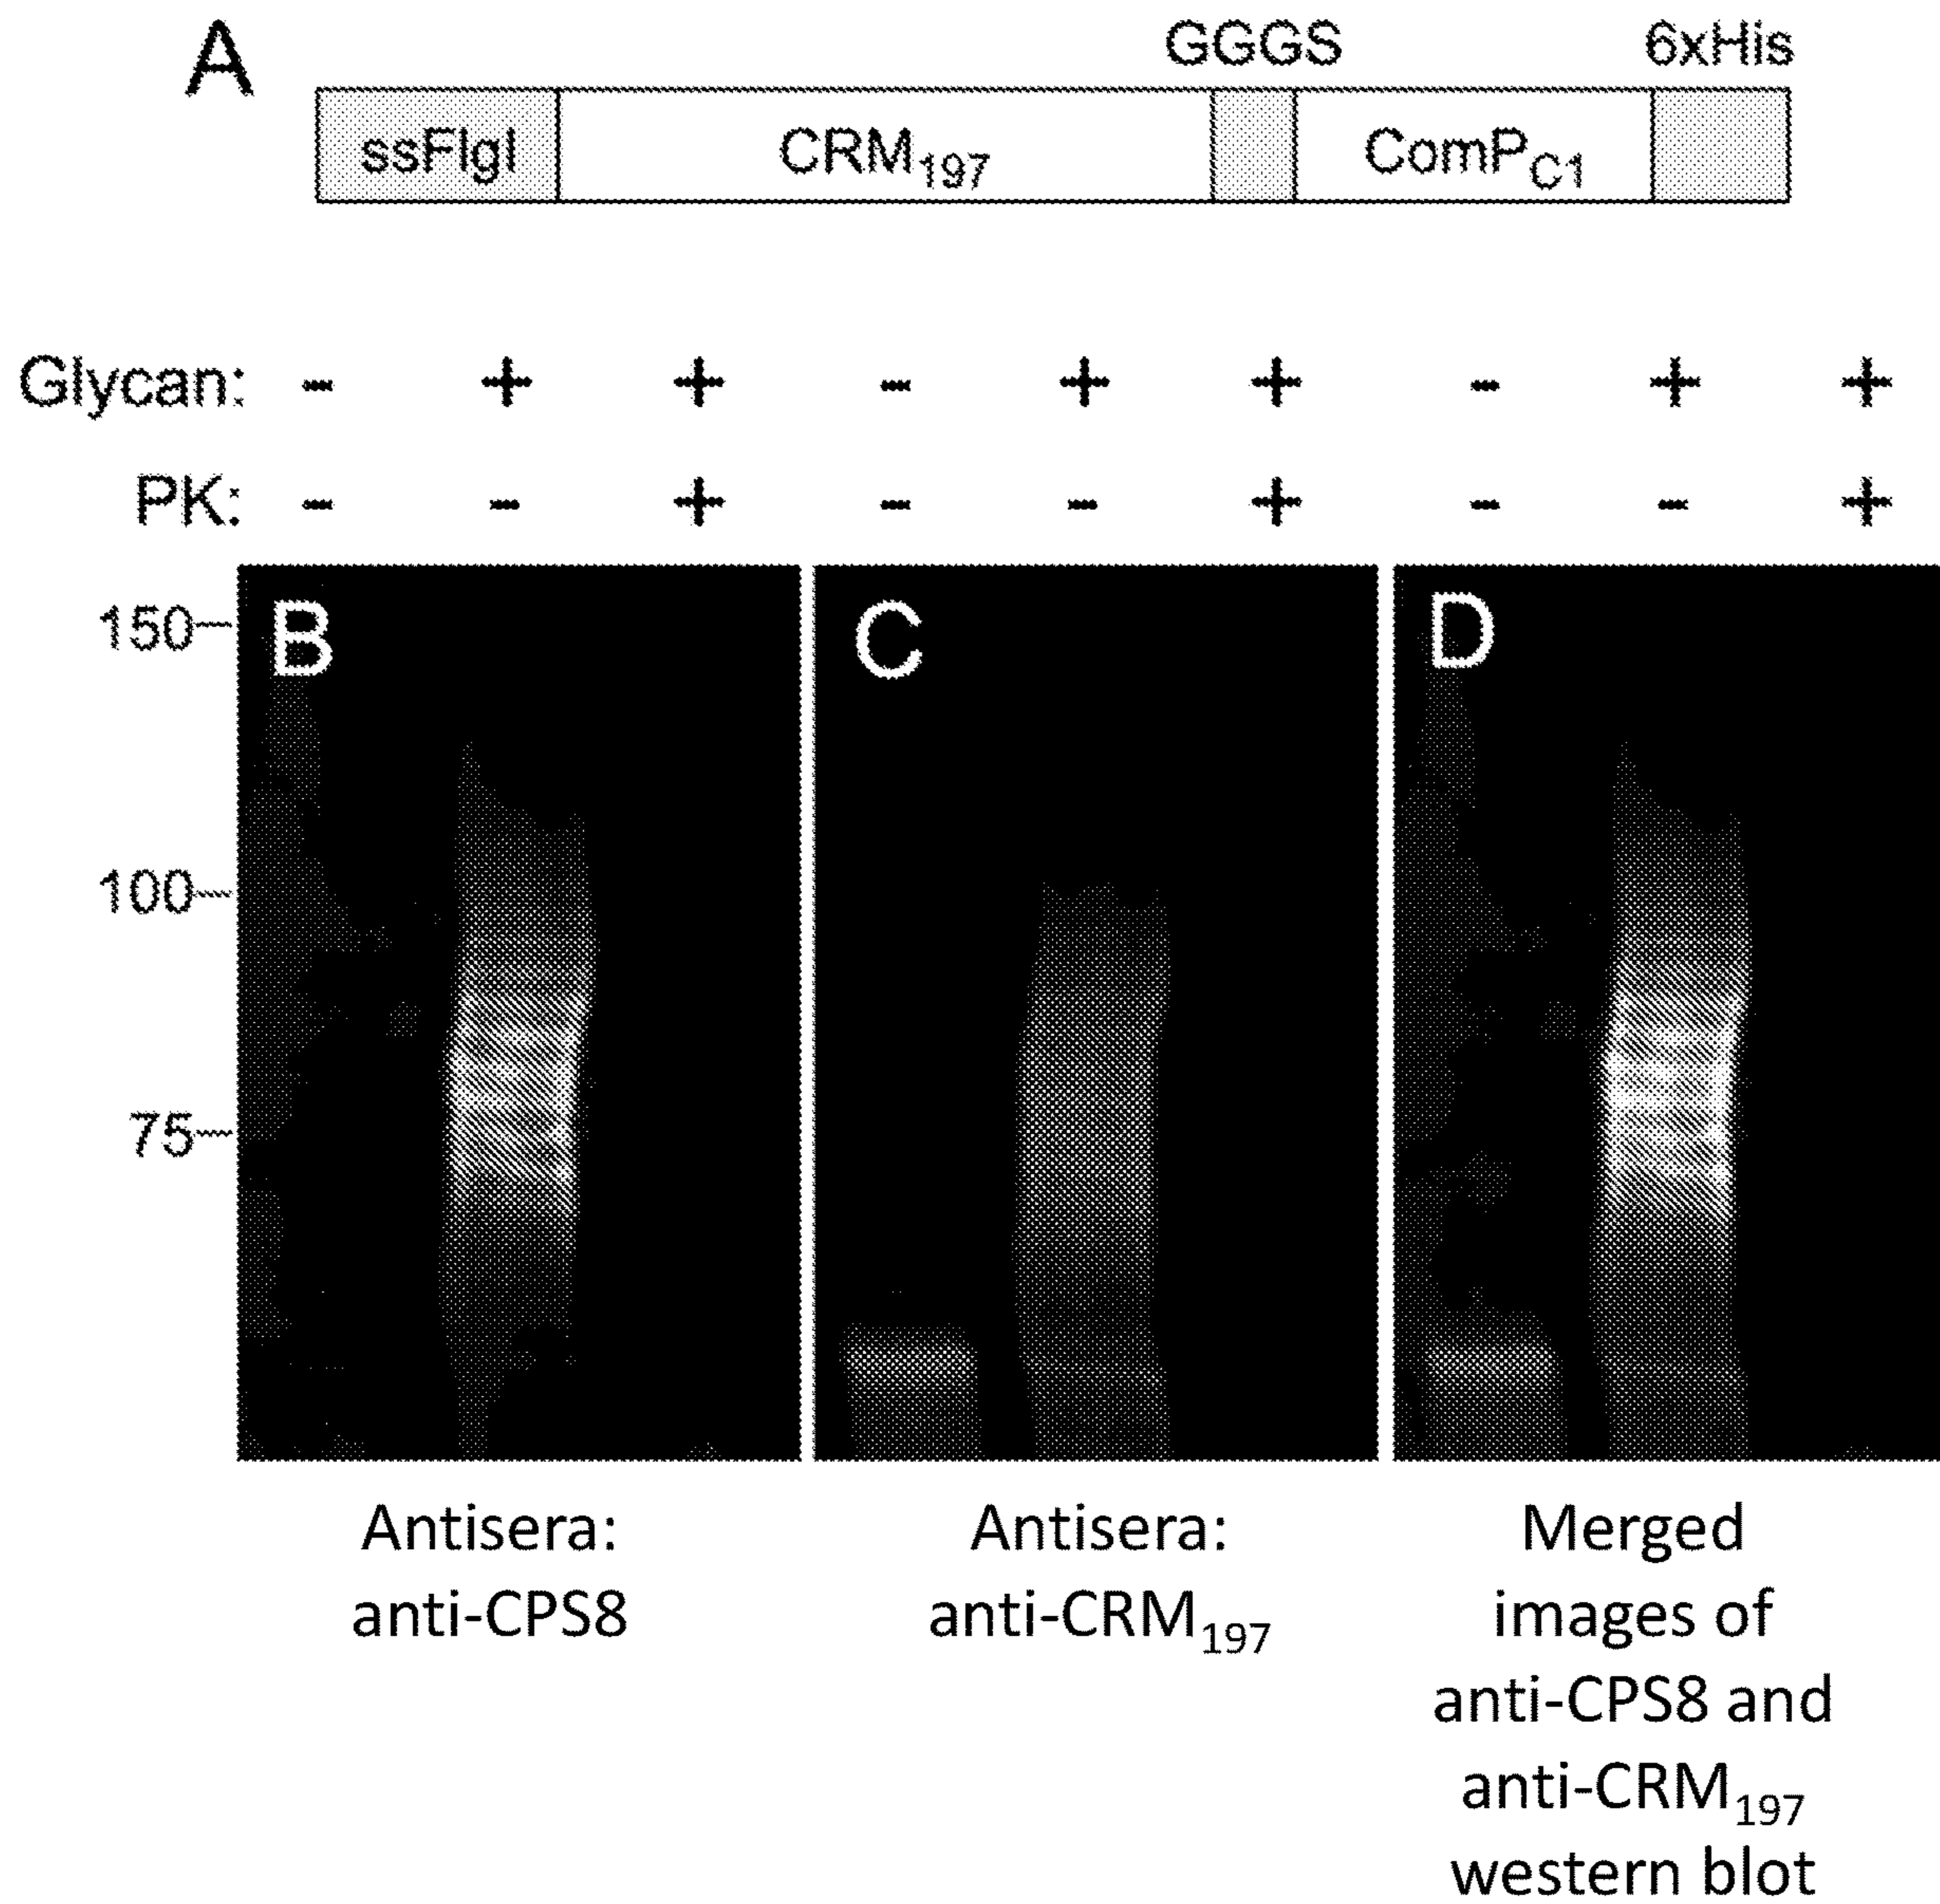 A
GGGS 6xHis
ssFlgI CRM197 ComPC1
Glycan: - + + - + + - + +
PK: - - + - - + - - +
B C D
150
100
75
Antisera:
anti-CPS8
Antisera:
anti-CRM197
Merged
images of
anti-CPS8 and
anti-CRM197
western blot